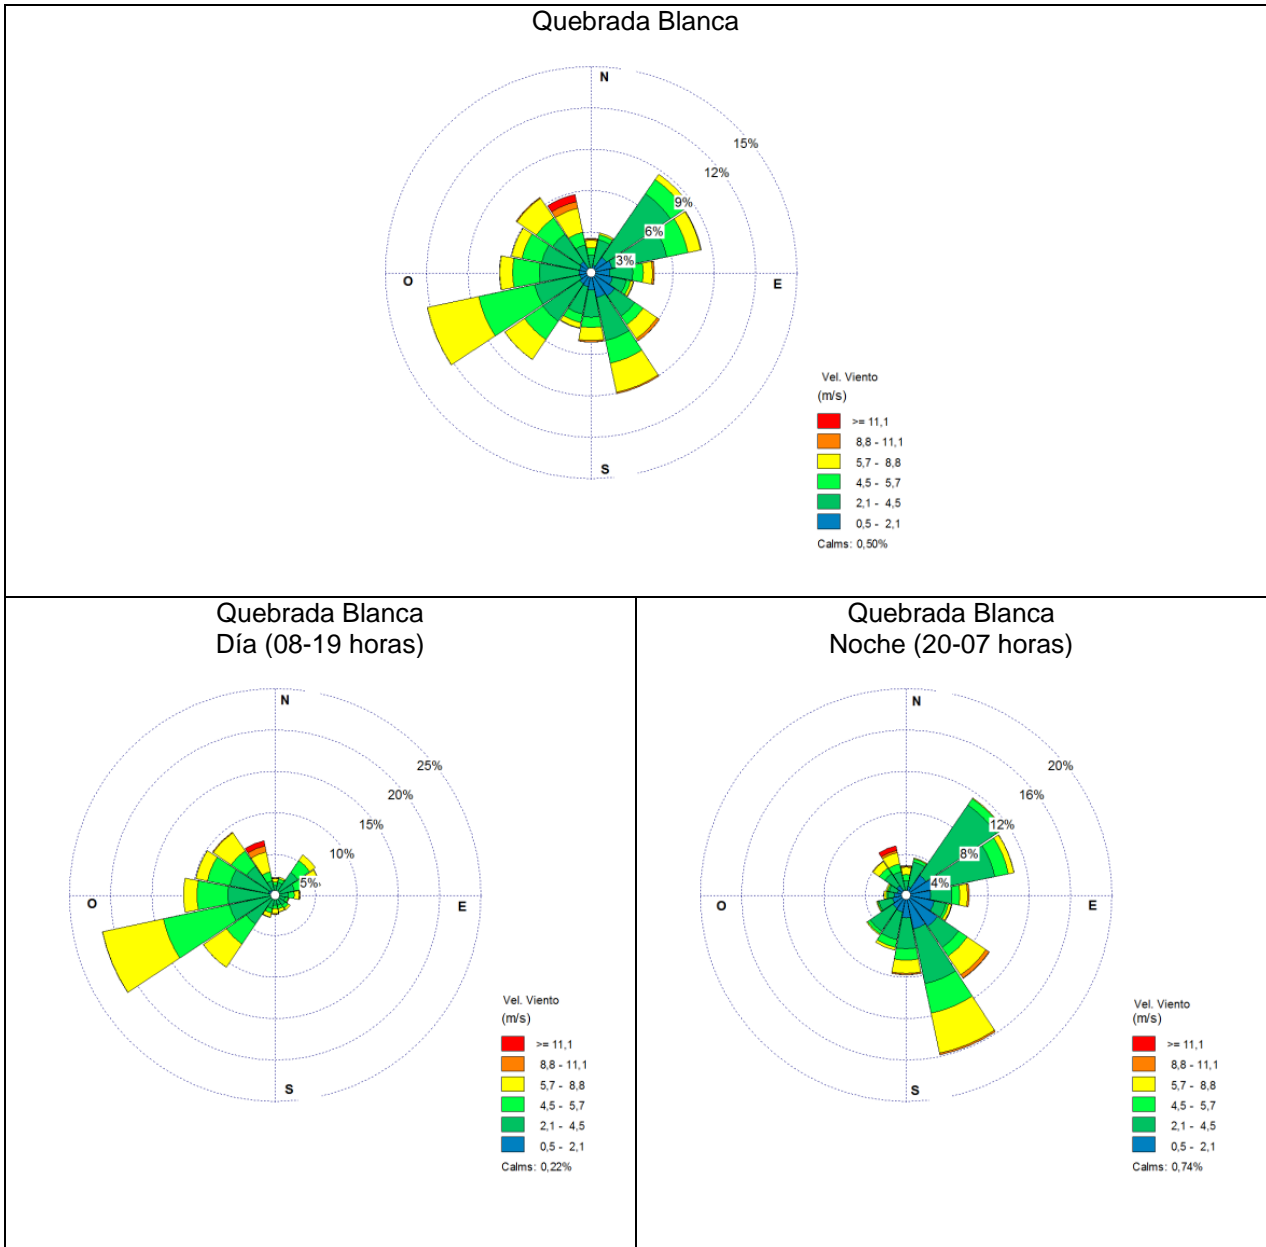 Quebrada Blanca
N
15%
12%
9%
6%
3%
O
E
S
Vel. Viento
(m/s)
>= 11,1
8,8 - 11,1
5,7 - 8,8
4,5 - 5,7
2,1 - 4,5
0,5 - 2,1
Calms: 0,50%
Quebrada Blanca
Día (08-19 horas)
N
25%
20%
15%
10%
5%
O
E
S
Vel. Viento
(m/s)
>= 11,1
8,8 - 11,1
5,7 - 8,8
4,5 - 5,7
2,1 - 4,5
0,5 - 2,1
Calms: 0,22%
Quebrada Blanca
Noche (20-07 horas)
N
20%
16%
12%
8%
4%
O
E
S
Vel. Viento
(m/s)
>= 11,1
8,8 - 11,1
5,7 - 8,8
4,5 - 5,7
2,1 - 4,5
0,5 - 2,1
Calms: 0,74%